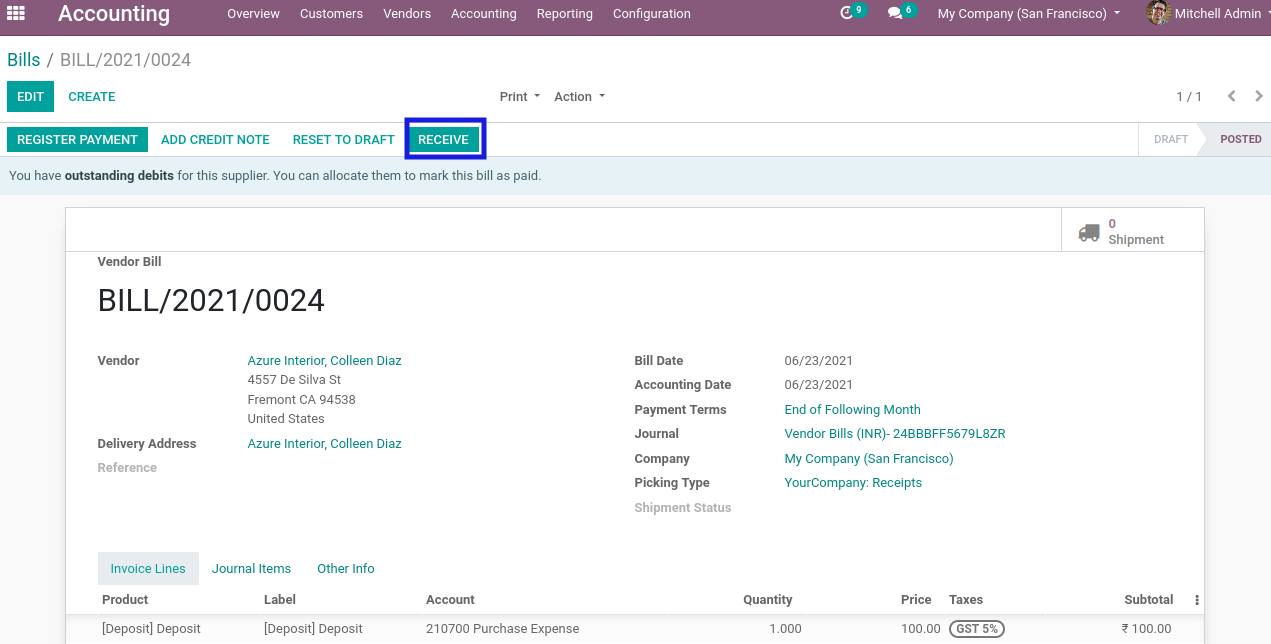 Accounting Overview Customers Vendors Accounting Reporting Configuration 9 6 My Company (San Francisco) Mitchell Admin
Bills / BILL/2021/0024
EDIT CREATE Print Action 1 / 1
REGISTER PAYMENT ADD CREDIT NOTE RESET TO DRAFT RECEIVE DRAFT POSTED
You have outstanding debits for this supplier. You can allocate them to mark this bill as paid.
0
Shipment
Vendor Bill
BILL/2021/0024
Vendor Azure Interior, Colleen Diaz
4557 De Silva St
Fremont CA 94538
United States
Delivery Address Azure Interior, Colleen Diaz
Reference
Bill Date 06/23/2021
Accounting Date 06/23/2021
Payment Terms End of Following Month
Journal Vendor Bills (INR)- 24BBBFF5679L8ZR
Company My Company (San Francisco)
Picking Type YourCompany: Receipts
Shipment Status
Invoice Lines Journal Items Other Info
Product Label Account Quantity Price Taxes Subtotal
[Deposit] Deposit [Deposit] Deposit 210700 Purchase Expense 1.000 100.00 GST 5% ₹ 100.00